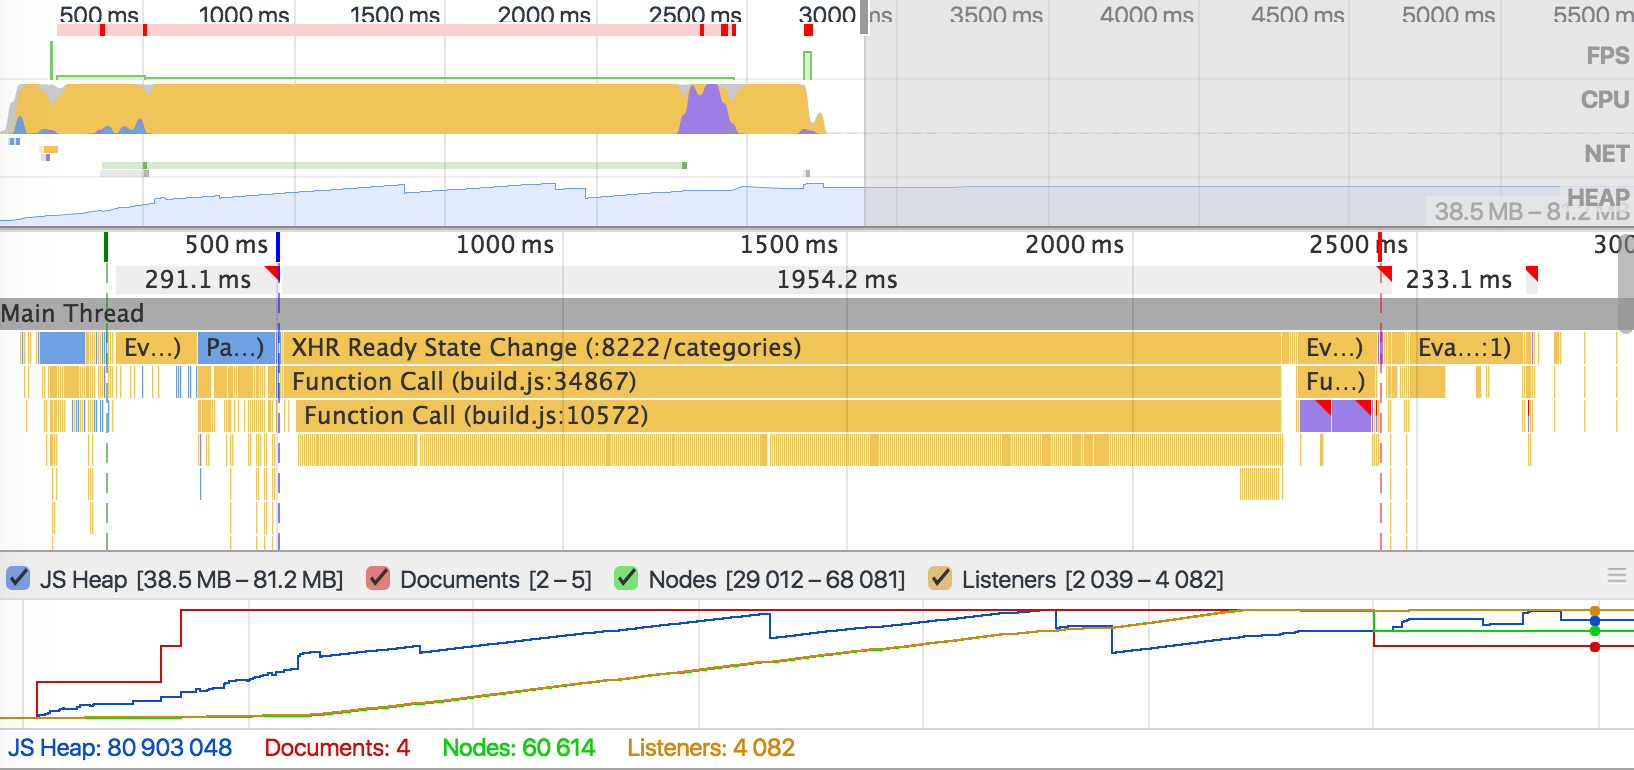 500 ms 1000 ms 1500 ms 2000 ms 2500 ms 3000 ms 3500 ms 4000 ms 4500 ms 5000 ms 5500 m
FPS
CPU
NET
HEAP
38.5 MB – 81.2 MB
500 ms 1000 ms 1500 ms 2000 ms 2500 ms 300
291.1 ms 1954.2 ms 233.1 ms
Main Thread
Ev...) Pa...) XHR Ready State Change (:8222/categories) Ev...) Eva...:1)
Function Call (build.js:34867) Fu...)
Function Call (build.js:10572)
JS Heap [38.5 MB – 81.2 MB] Documents [2 – 5] Nodes [29 012 – 68 081] Listeners [2 039 – 4 082]
JS Heap: 80 903 048 Documents: 4 Nodes: 60 614 Listeners: 4 082